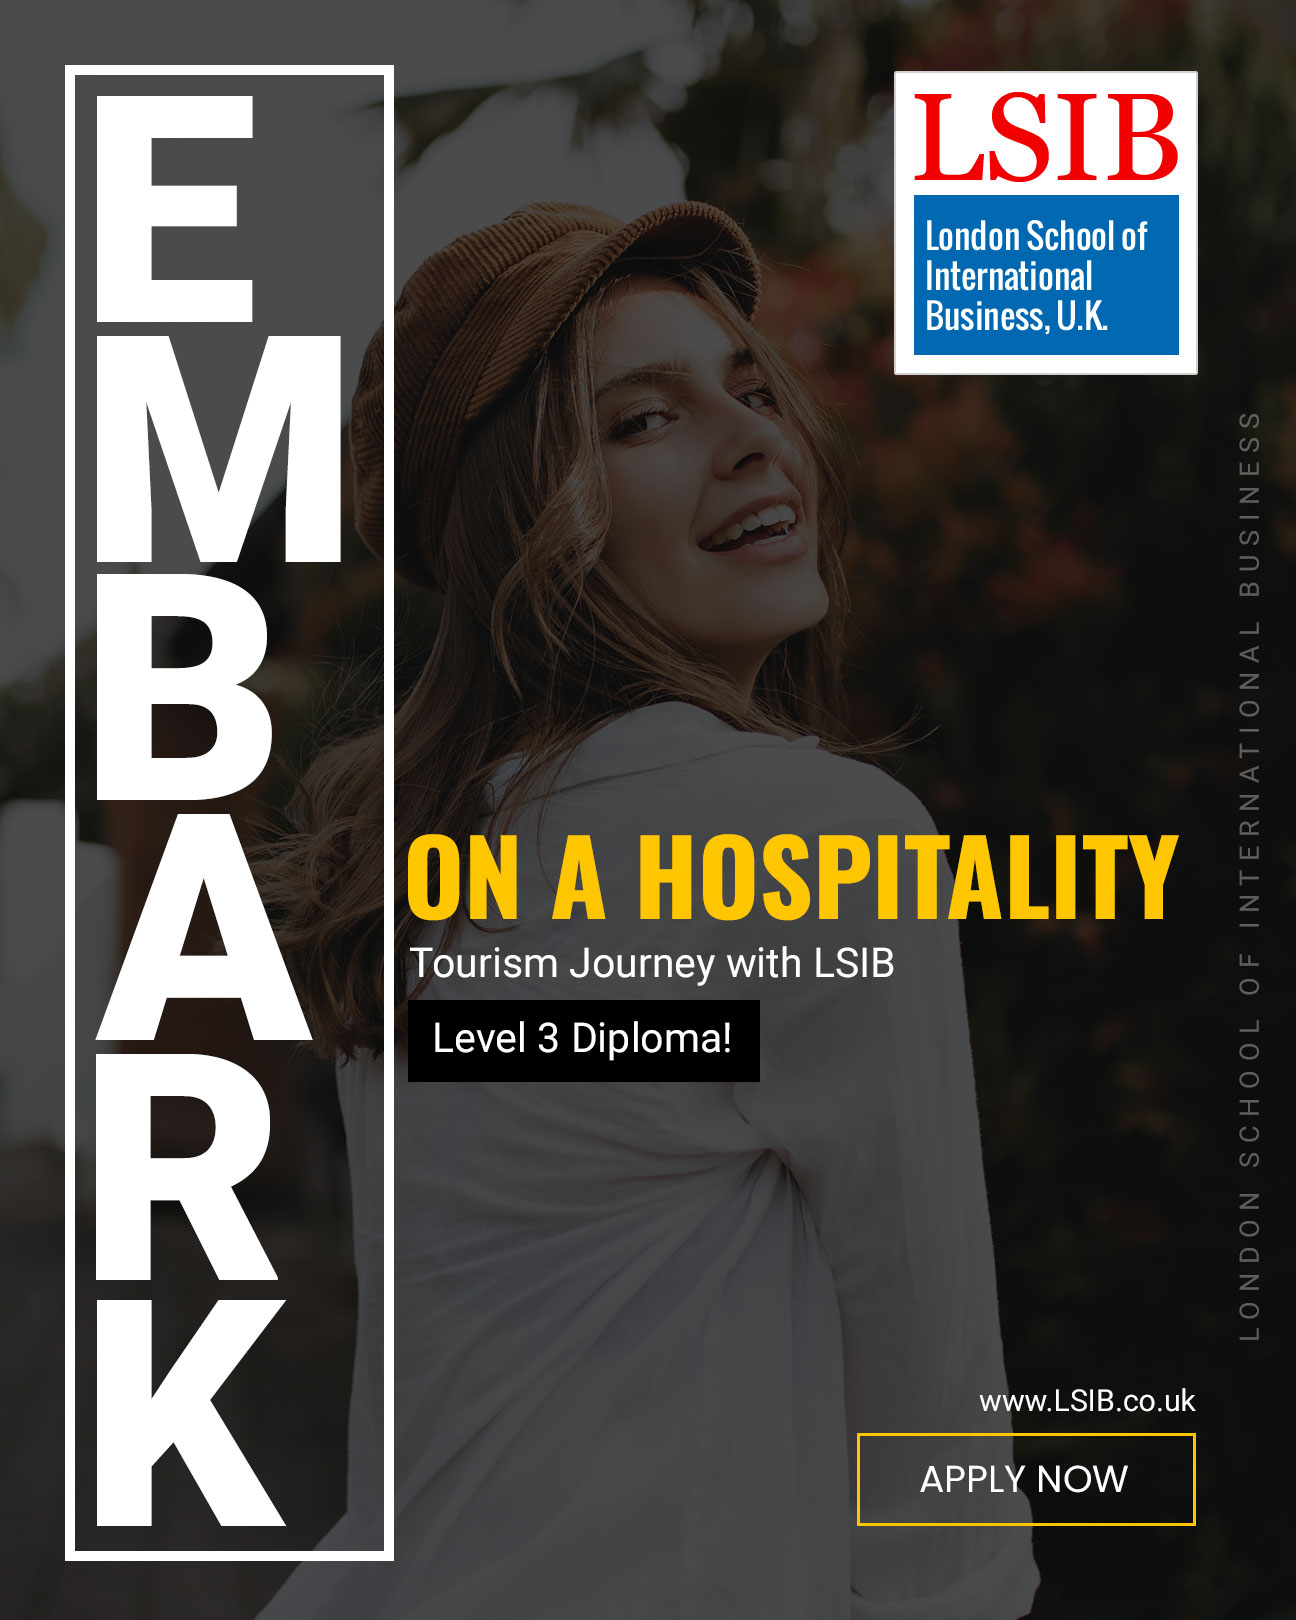 EMBARK
LSIB
London School of
International
Business, U.K.
ON A HOSPITALITY
Tourism Journey with LSIB
Level 3 Diploma!
LONDON SCHOOL OF INTERNATIONAL BUSINESS
www.LSIB.co.uk
APPLY NOW